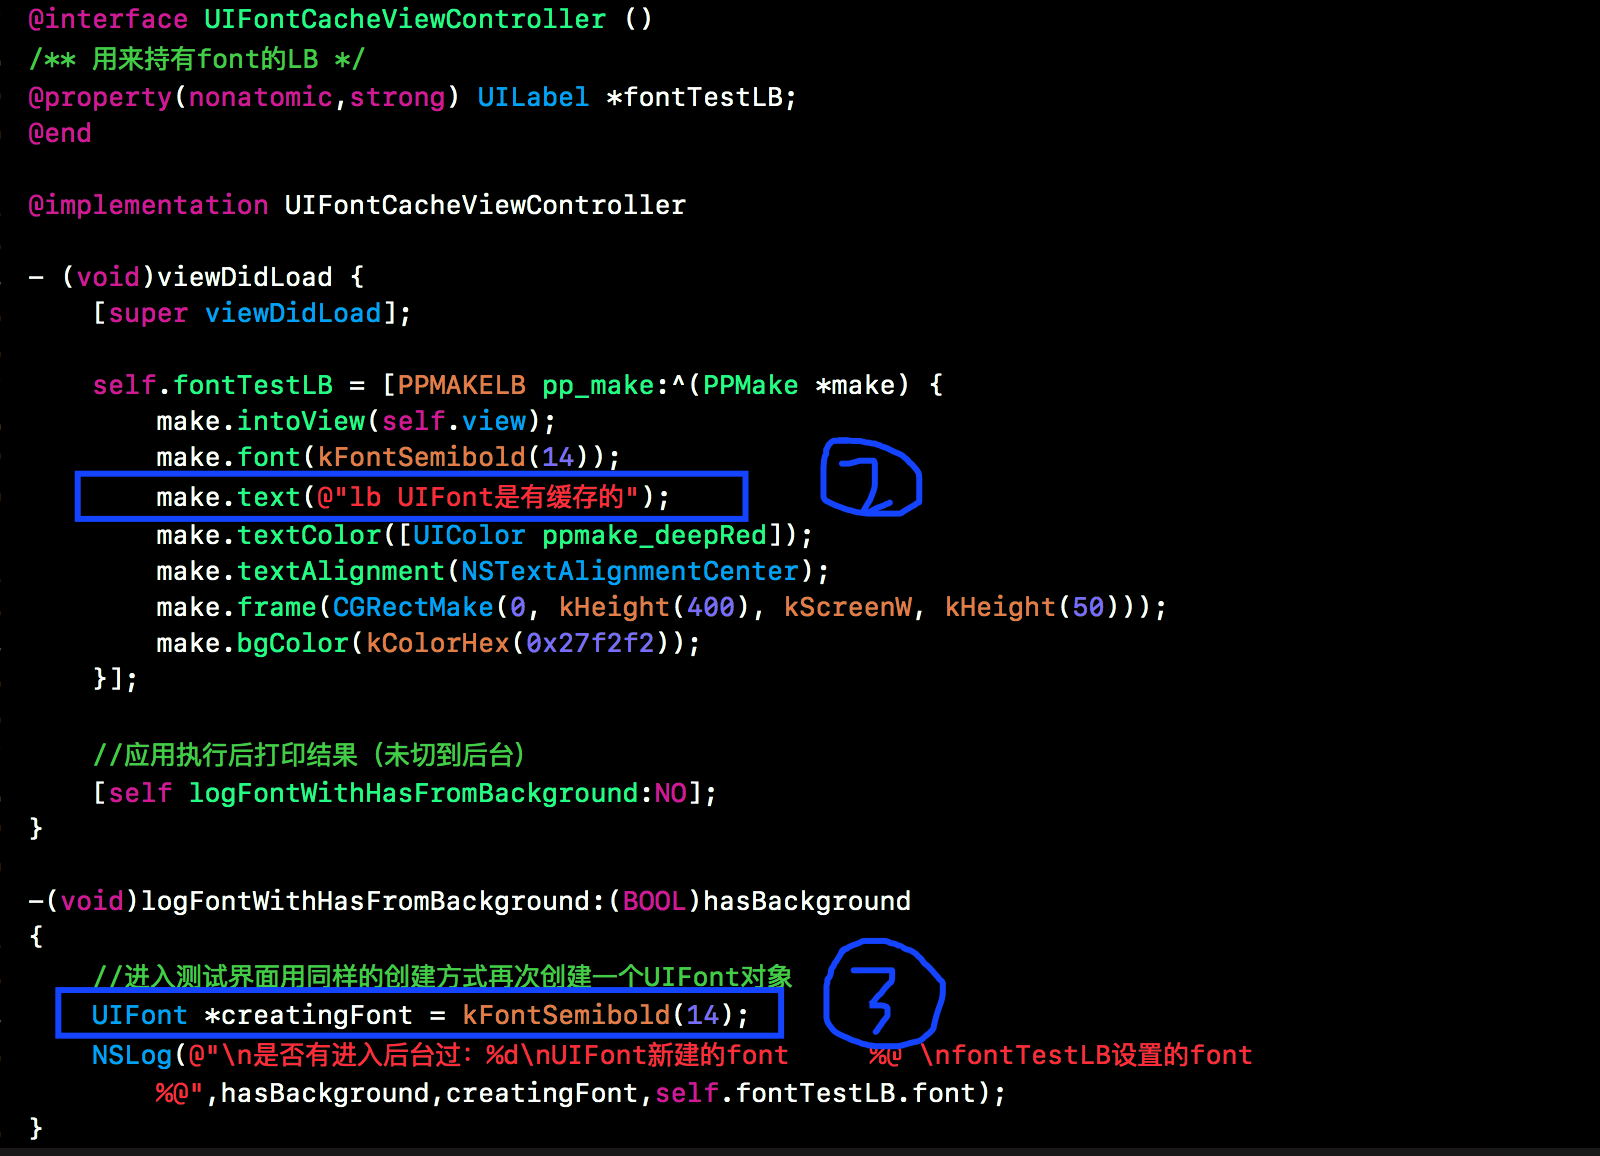 @interface UIFontCacheViewController ()
/** 用来持有font的LB */
@property(nonatomic,strong) UILabel *fontTestLB;
@end
@implementation UIFontCacheViewController
- (void)viewDidLoad {
[super viewDidLoad];
self.fontTestLB = [PPMAKELB pp_make:^(PPMake *make) {
make.intoView(self.view);
make.font(kFontSemibold(14));
make.text(@"lb UIFont是有缓存的");
2
make.textColor([UIColor ppmake_deepRed]);
make.textAlignment(NSTextAlignmentCenter);
make.frame(CGRectMake(0, kHeight(400), kScreenW, kHeight(50)));
make.bgColor(kColorHex(0x27f2f2));
}];
//应用执行后打印结果（未切到后台）
[self logFontWithHasFromBackground:NO];
}
-(void)logFontWithHasFromBackground:(BOOL)hasBackground
{
//进入测试界面用同样的创建方式再次创建一个UIFont对象
UIFont *creatingFont = kFontSemibold(14);
3
NSLog(@"\n是否有进入后台过：%d\nUIFont新建的font     %@ \nfontTestLB设置的font
%@",hasBackground,creatingFont,self.fontTestLB.font);
}